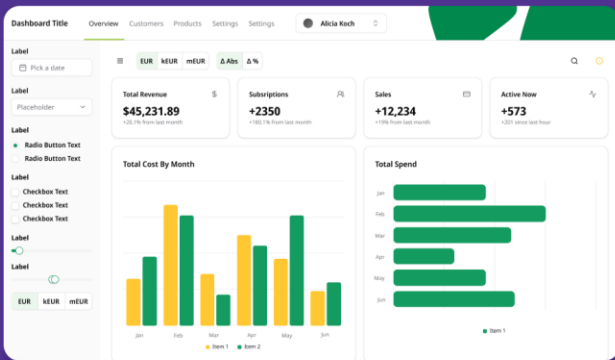 Dashboard Title
Overview Customers Products Settings Settings
Alicia Koch
Label
Pick a date
Label
Placeholder
Label
Radio Button Text
Radio Button Text
Label
Checkbox Text
Checkbox Text
Checkbox Text
Label
Label
EUR kEUR mEUR
EUR kEUR mEUR
Δ Abs Δ %
Total Revenue $
$45,231.89
+20.1% from last month
Subsriptions
+2350
+180.1% from last month
Sales
+12,234
+19% from last month
Active Now
+573
+201 since last hour
Total Cost By Month
Jan Feb Mar Apr May Jun
Item 1 Item 2
Total Spend
Jan
Feb
Mar
Apr
May
Jun
Item 1